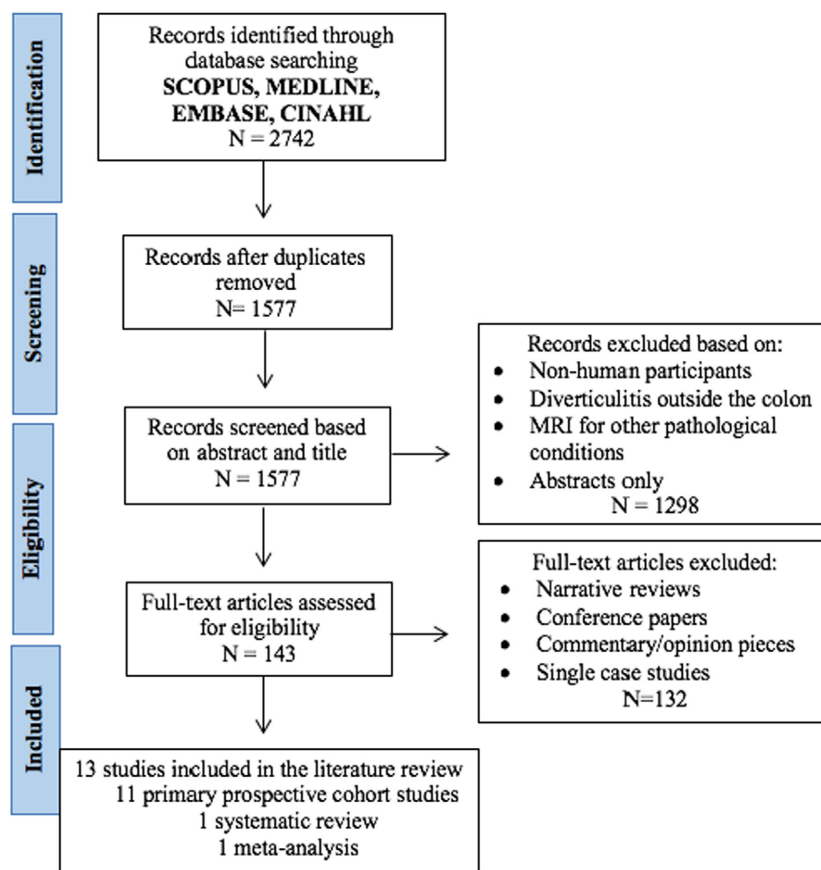 Identification
Records identified through
database searching
SCOPUS, MEDLINE,
EMBASE, CINAHL
N = 2742
Screening
Records after duplicates
removed
N= 1577
Records screened based
on abstract and title
N = 1577
Records excluded based on:
• Non-human participants
• Diverticulitis outside the colon
• MRI for other pathological
conditions
• Abstracts only
N = 1298
Eligibility
Full-text articles assessed
for eligibility
N = 143
Full-text articles excluded:
• Narrative reviews
• Conference papers
• Commentary/opinion pieces
• Single case studies
N=132
Included
13 studies included in the literature review
11 primary prospective cohort studies
1 systematic review
1 meta-analysis